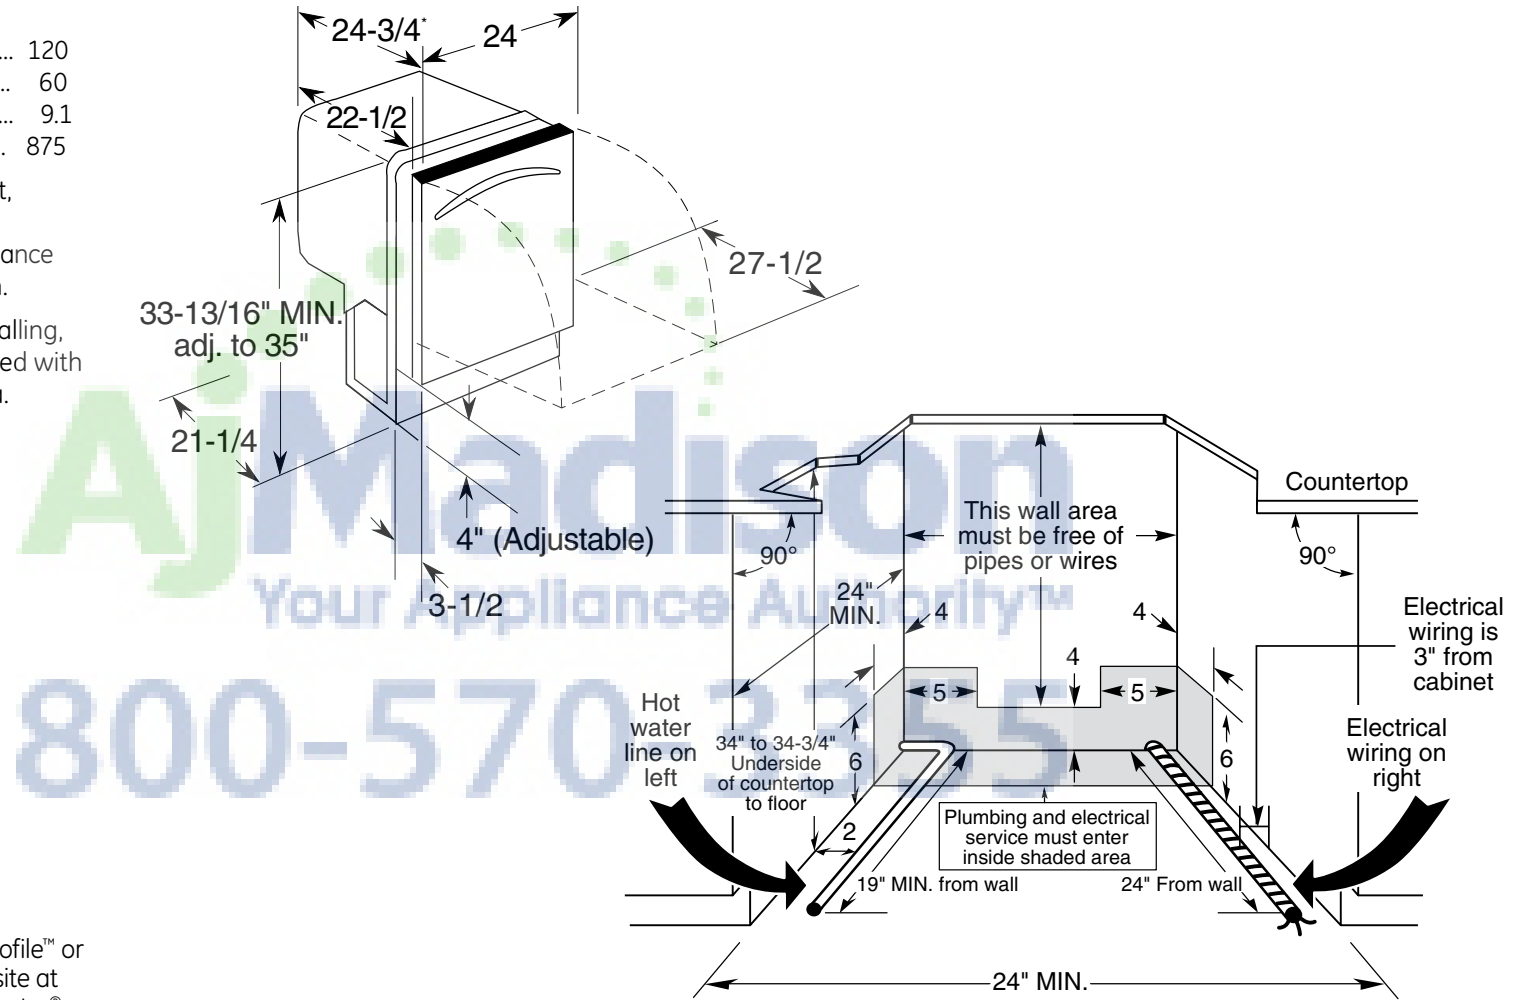 ... 120
.. 60
... 9.1
. 875
t,
ance
alling,
ed with
24-3/4*
24
22-1/2
27-1/2
33-13/16" MIN.
adj. to 35"
21-1/4
4" (Adjustable)
3-1/2
AjMadison
Your Appliance Authority™
800-570-3355
Countertop
This wall area
must be free of
pipes or wires
90°
90°
24"
MIN.
4
4
4
5
5
Electrical
wiring is
3" from
cabinet
Hot
water
line on
left
34" to 34-3/4"
Underside
of countertop
to floor
6
6
Electrical
wiring on
right
2
Plumbing and electrical
service must enter
inside shaded area
19" MIN. from wall
24" From wall
24" MIN.
ofile™ or
site at